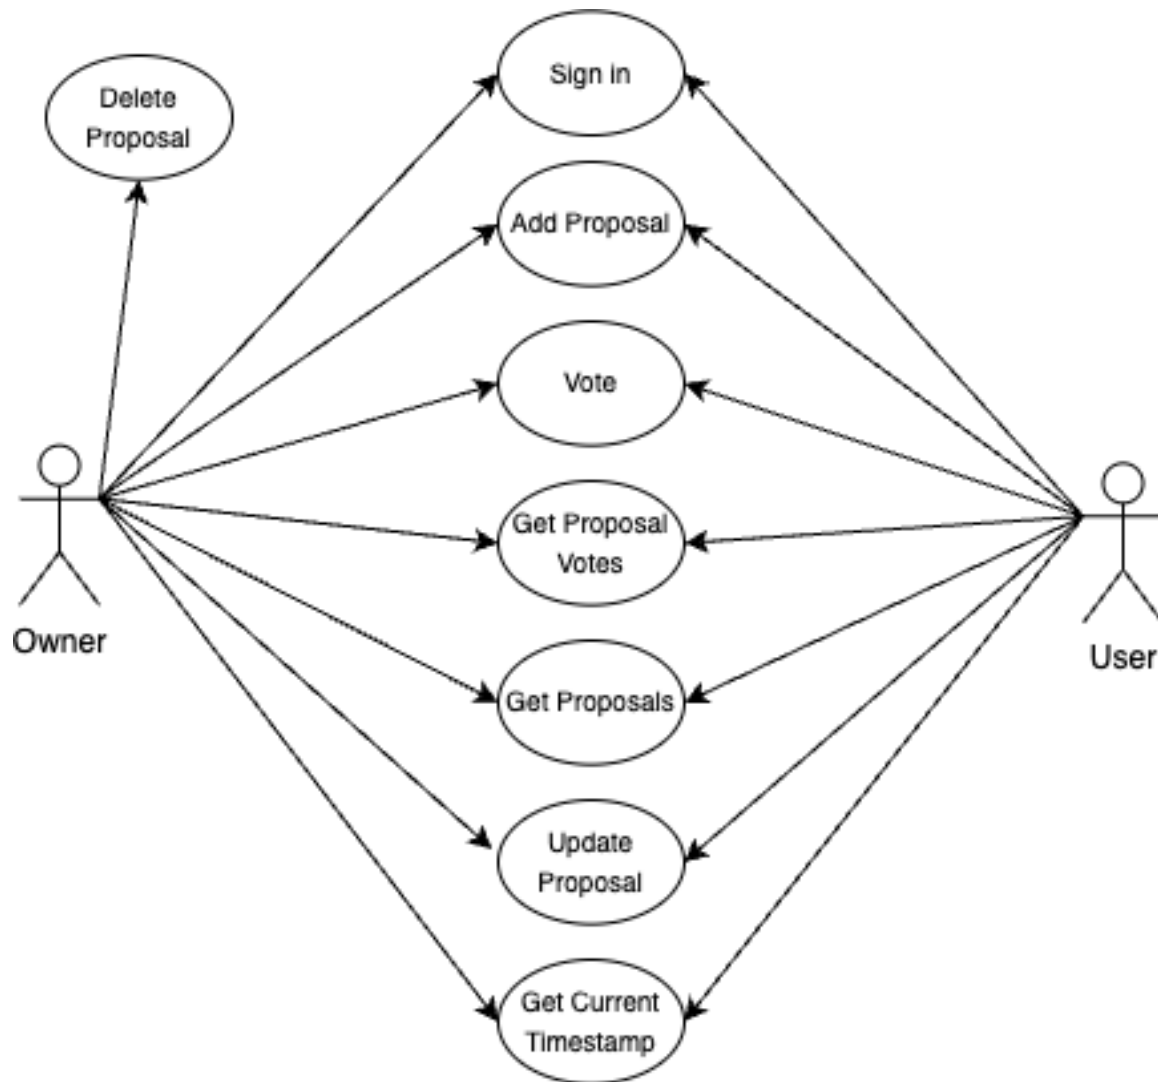 Sign in
Delete
Proposal
Add Proposal
Vote
Get Proposal
Votes
Owner
User
Get Proposals
Update
Proposal
Get Current
Timestamp